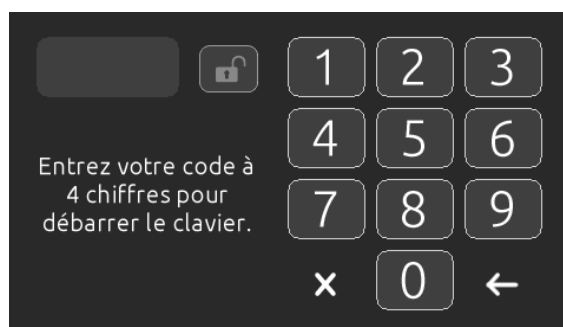 1 2 3
4 5 6
Entrez votre code à
4 chiffres pour
débarrer le clavier.
7 8 9
0